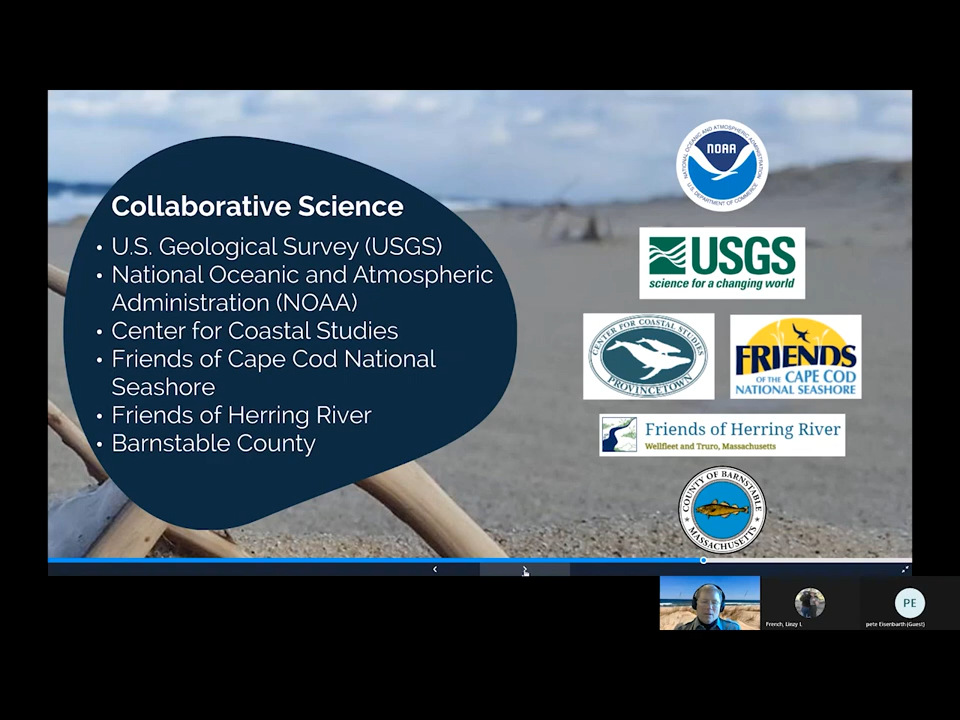 Collaborative Science
• U.S. Geological Survey (USGS)
• National Oceanic and Atmospheric
Administration (NOAA)
• Center for Coastal Studies
• Friends of Cape Cod National
Seashore
• Friends of Herring River
• Barnstable County
NATIONAL OCEANIC AND ATMOSPHERIC ADMINISTRATION
NOAA
U.S. DEPARTMENT OF COMMERCE
USGS
science for a changing world
CENTER FOR COASTAL STUDIES
PROVINCETOWN
FRIENDS
OF THE CAPE COD
NATIONAL SEASHORE
Friends of Herring River
Wellfleet and Truro, Massachusetts
COUNTY OF BARNSTABLE
MASSACHUSETTS
PE
French, Linzy L
pete Eisenbarth (Guest)